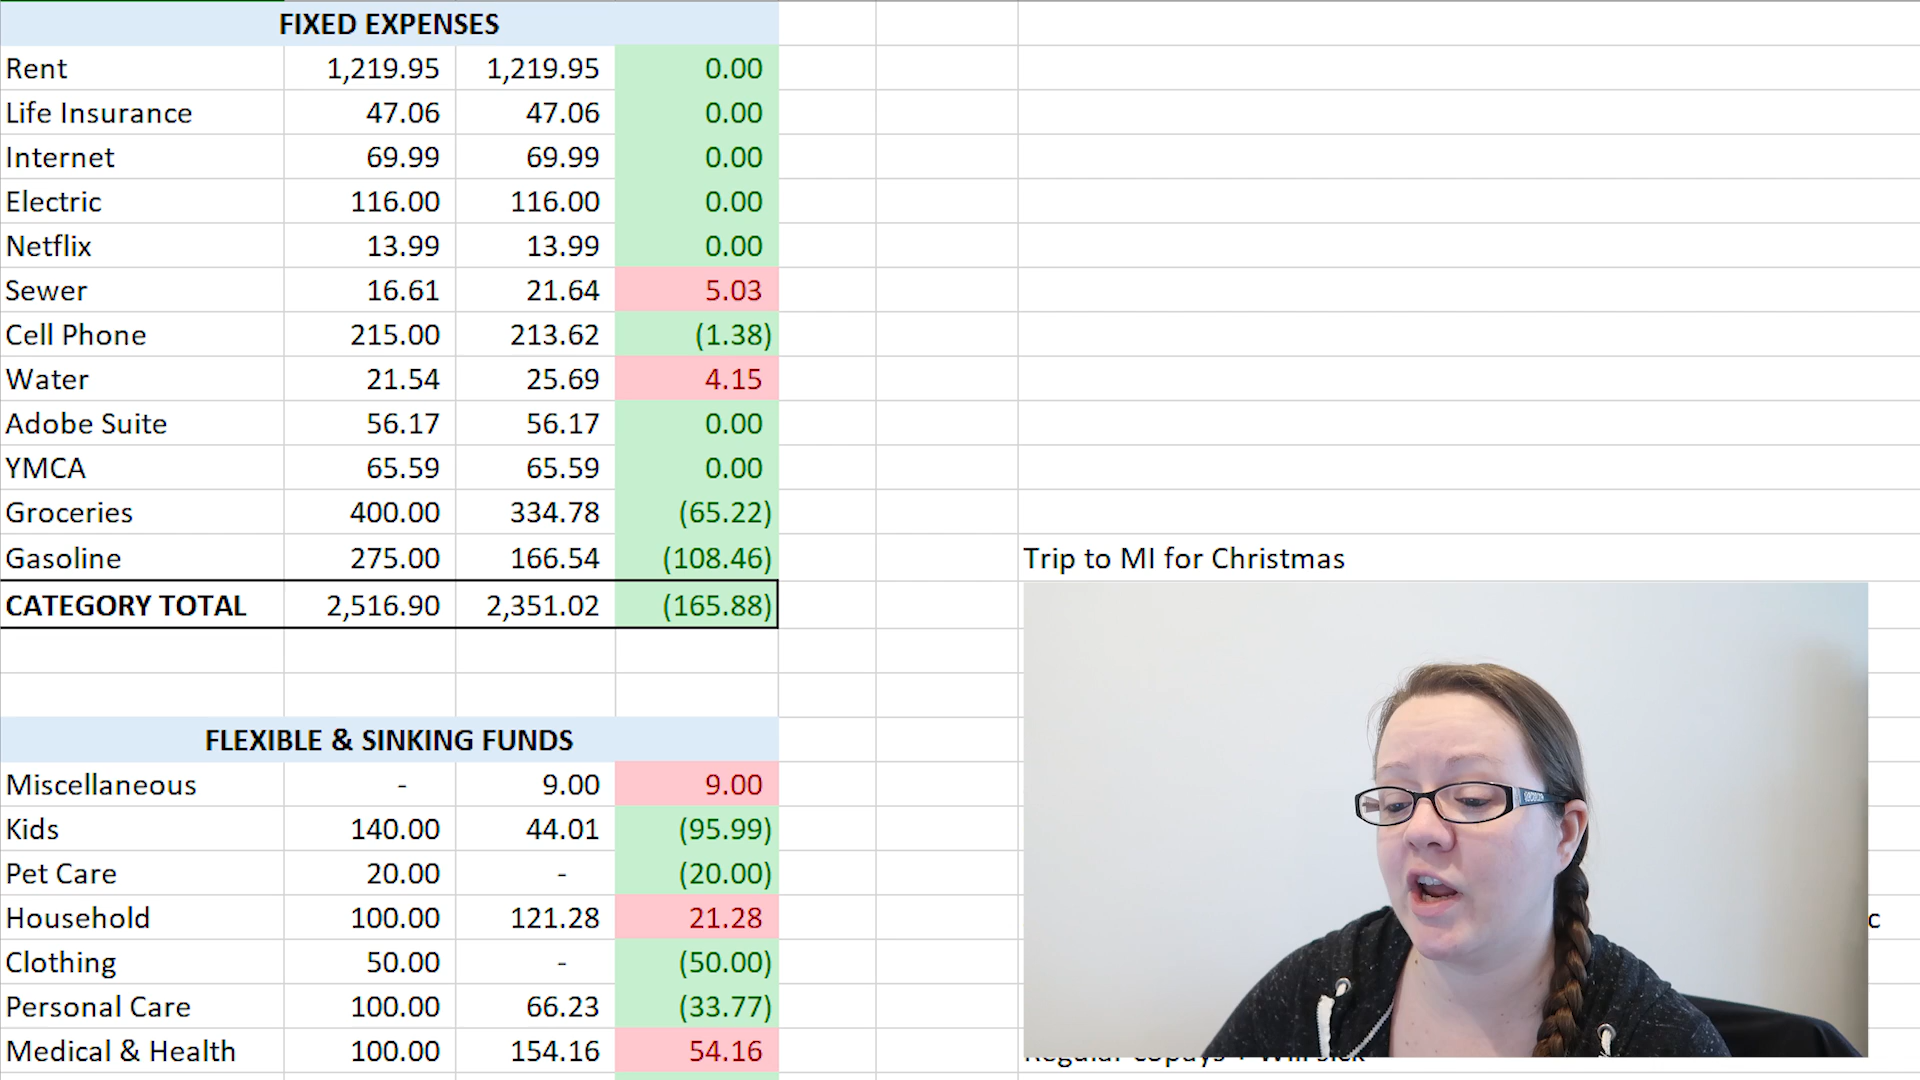 FIXED EXPENSES
Rent 1,219.95 1,219.95 0.00
Life Insurance 47.06 47.06 0.00
Internet 69.99 69.99 0.00
Electric 116.00 116.00 0.00
Netflix 13.99 13.99 0.00
Sewer 16.61 21.64 5.03
Cell Phone 215.00 213.62 (1.38)
Water 21.54 25.69 4.15
Adobe Suite 56.17 56.17 0.00
YMCA 65.59 65.59 0.00
Groceries 400.00 334.78 (65.22)
Gasoline 275.00 166.54 (108.46) Trip to MI for Christmas
CATEGORY TOTAL 2,516.90 2,351.02 (165.88)
FLEXIBLE & SINKING FUNDS
Miscellaneous - 9.00 9.00
Kids 140.00 44.01 (95.99)
Pet Care 20.00 - (20.00)
Household 100.00 121.28 21.28 c
Clothing 50.00 - (50.00)
Personal Care 100.00 66.23 (33.77)
Medical & Health 100.00 154.16 54.16 Regular copays + Will sick